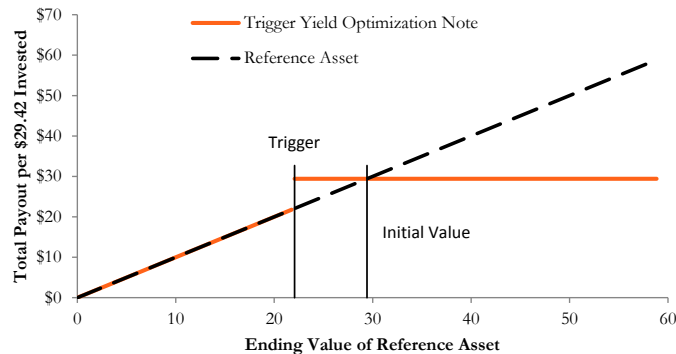 Trigger Yield Optimization Note
Reference Asset
$70
$60
$50
$40
$30
$20
$10
$0
Total Payout per $29.42 Invested
Trigger
Initial Value
0
10
20
30
40
50
60
Ending Value of Reference Asset